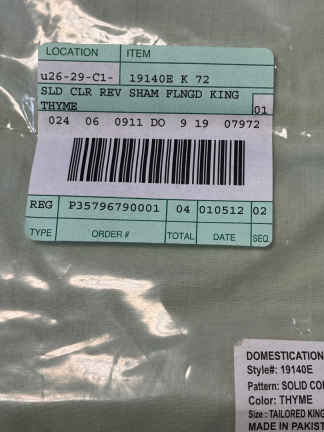 LOCATION ITEM
u26-29-C1- 19140E K 72
SLD CLR REV SHAM FLNGD KING
THYME 01
024 06 0911 DO 9 19 07972
REG P35796790001 04 010512 02
TYPE ORDER # TOTAL DATE SEQ.
DOMESTICATION
Style#: 19140E
Pattern: SOLID CO
Color: THYME
Size : TAILORED KING
MADE IN PAKIST